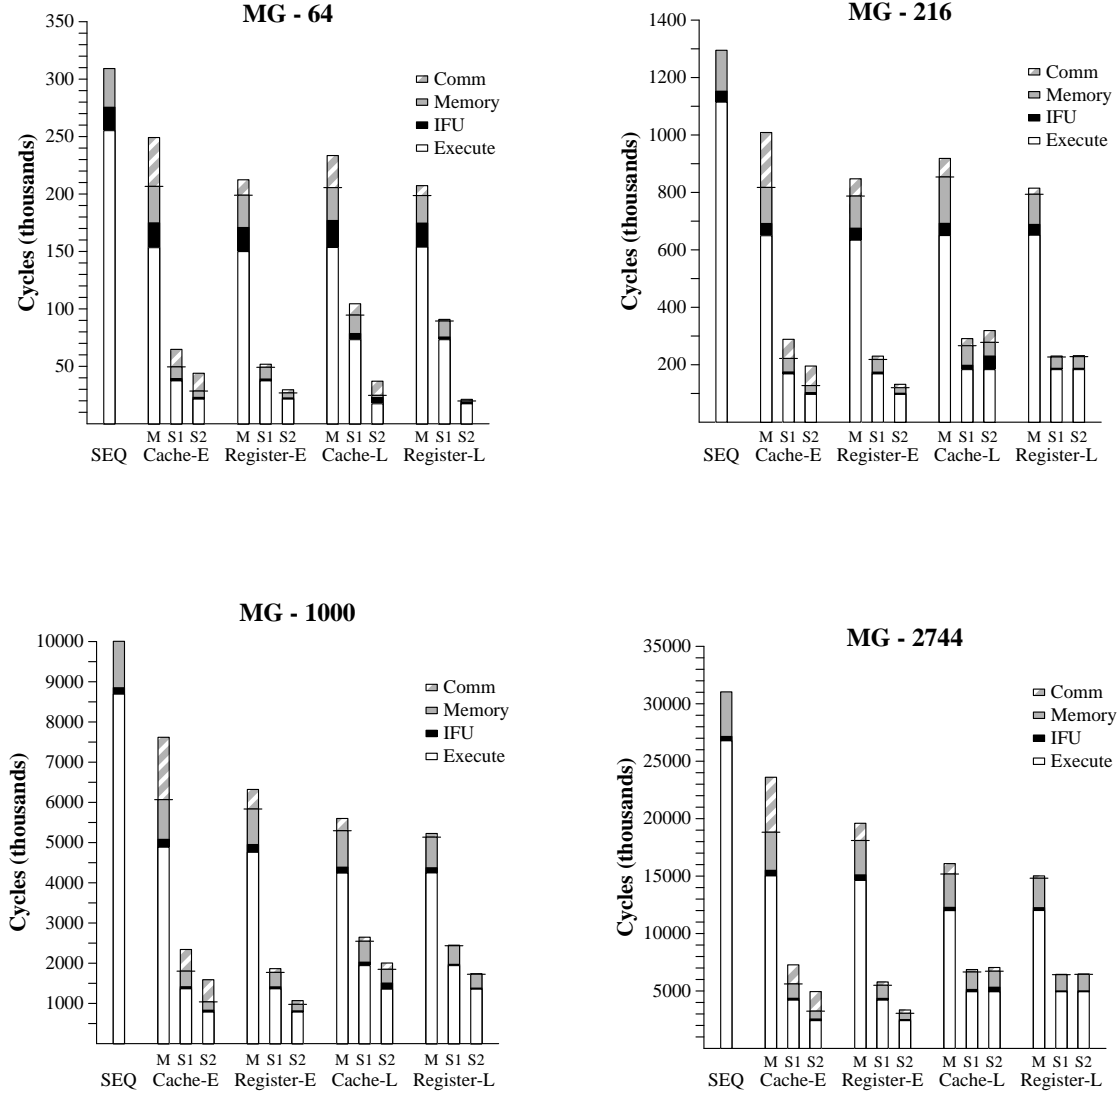 MG - 64
350
300
250
200
150
100
50
Cycles (thousands)
Comm
Memory
IFU
Execute
M S1 S2 M S1 S2 M S1 S2 M S1 S2
SEQ Cache-E Register-E Cache-L Register-L
MG - 216
1400
1200
1000
800
600
400
200
Cycles (thousands)
Comm
Memory
IFU
Execute
M S1 S2 M S1 S2 M S1 S2 M S1 S2
SEQ Cache-E Register-E Cache-L Register-L
MG - 1000
10000
9000
8000
7000
6000
5000
4000
3000
2000
1000
Cycles (thousands)
Comm
Memory
IFU
Execute
M S1 S2 M S1 S2 M S1 S2 M S1 S2
SEQ Cache-E Register-E Cache-L Register-L
MG - 2744
35000
30000
25000
20000
15000
10000
5000
Cycles (thousands)
Comm
Memory
IFU
Execute
M S1 S2 M S1 S2 M S1 S2 M S1 S2
SEQ Cache-E Register-E Cache-L Register-L